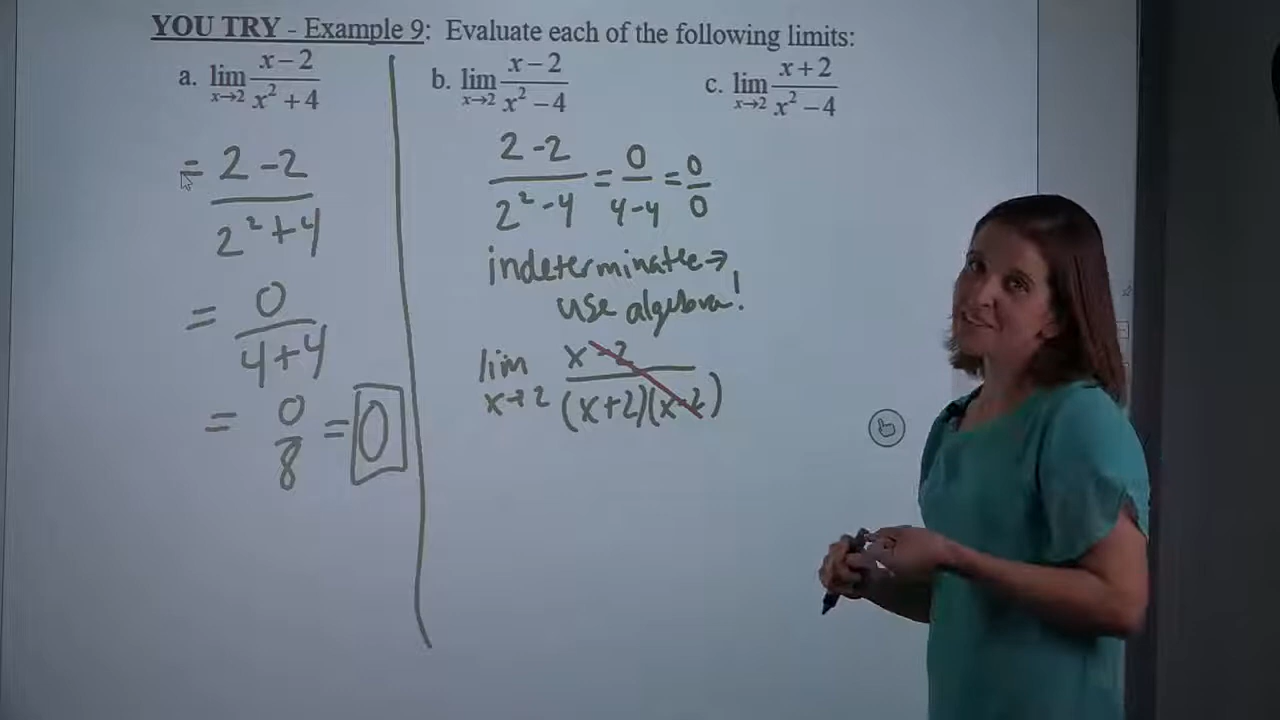 YOU TRY - Example 9: Evaluate each of the following limits:
a. lim x→2 (x − 2)/(x² + 4)
= (2 - 2)/(2² + 4)
= 0/(4 + 4)
= 0/8 = 0
b. lim x→2 (x − 2)/(x² − 4)
(2 - 2)/(2² - 4) = 0/(4 - 4) = 0/0
indeterminate →
use algebra!
lim x→2 (x - 2)/((x+2)(x-2))
c. lim x→2 (x + 2)/(x² − 4)